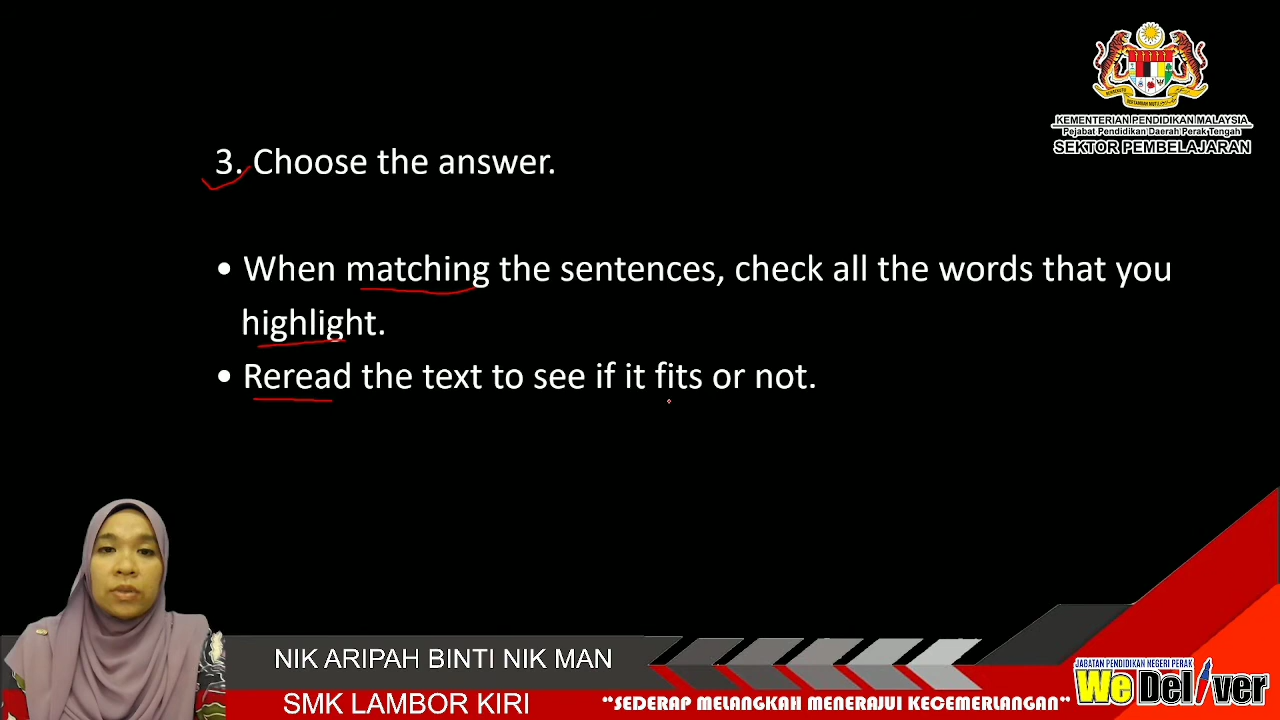 KEMENTERIAN PENDIDIKAN MALAYSIA
Pejabat Pendidikan Daerah Perak Tengah
SEKTOR PEMBELAJARAN
3. Choose the answer.
• When matching the sentences, check all the words that you
highlight.
• Reread the text to see if it fits or not.
NIK ARIPAH BINTI NIK MAN
SMK LAMBOR KIRI
"SEDERAP MELANGKAH MENERAJUI KECEMERLANGAN"
JABATAN PENDIDIKAN NEGERI PERAK
We Deliver